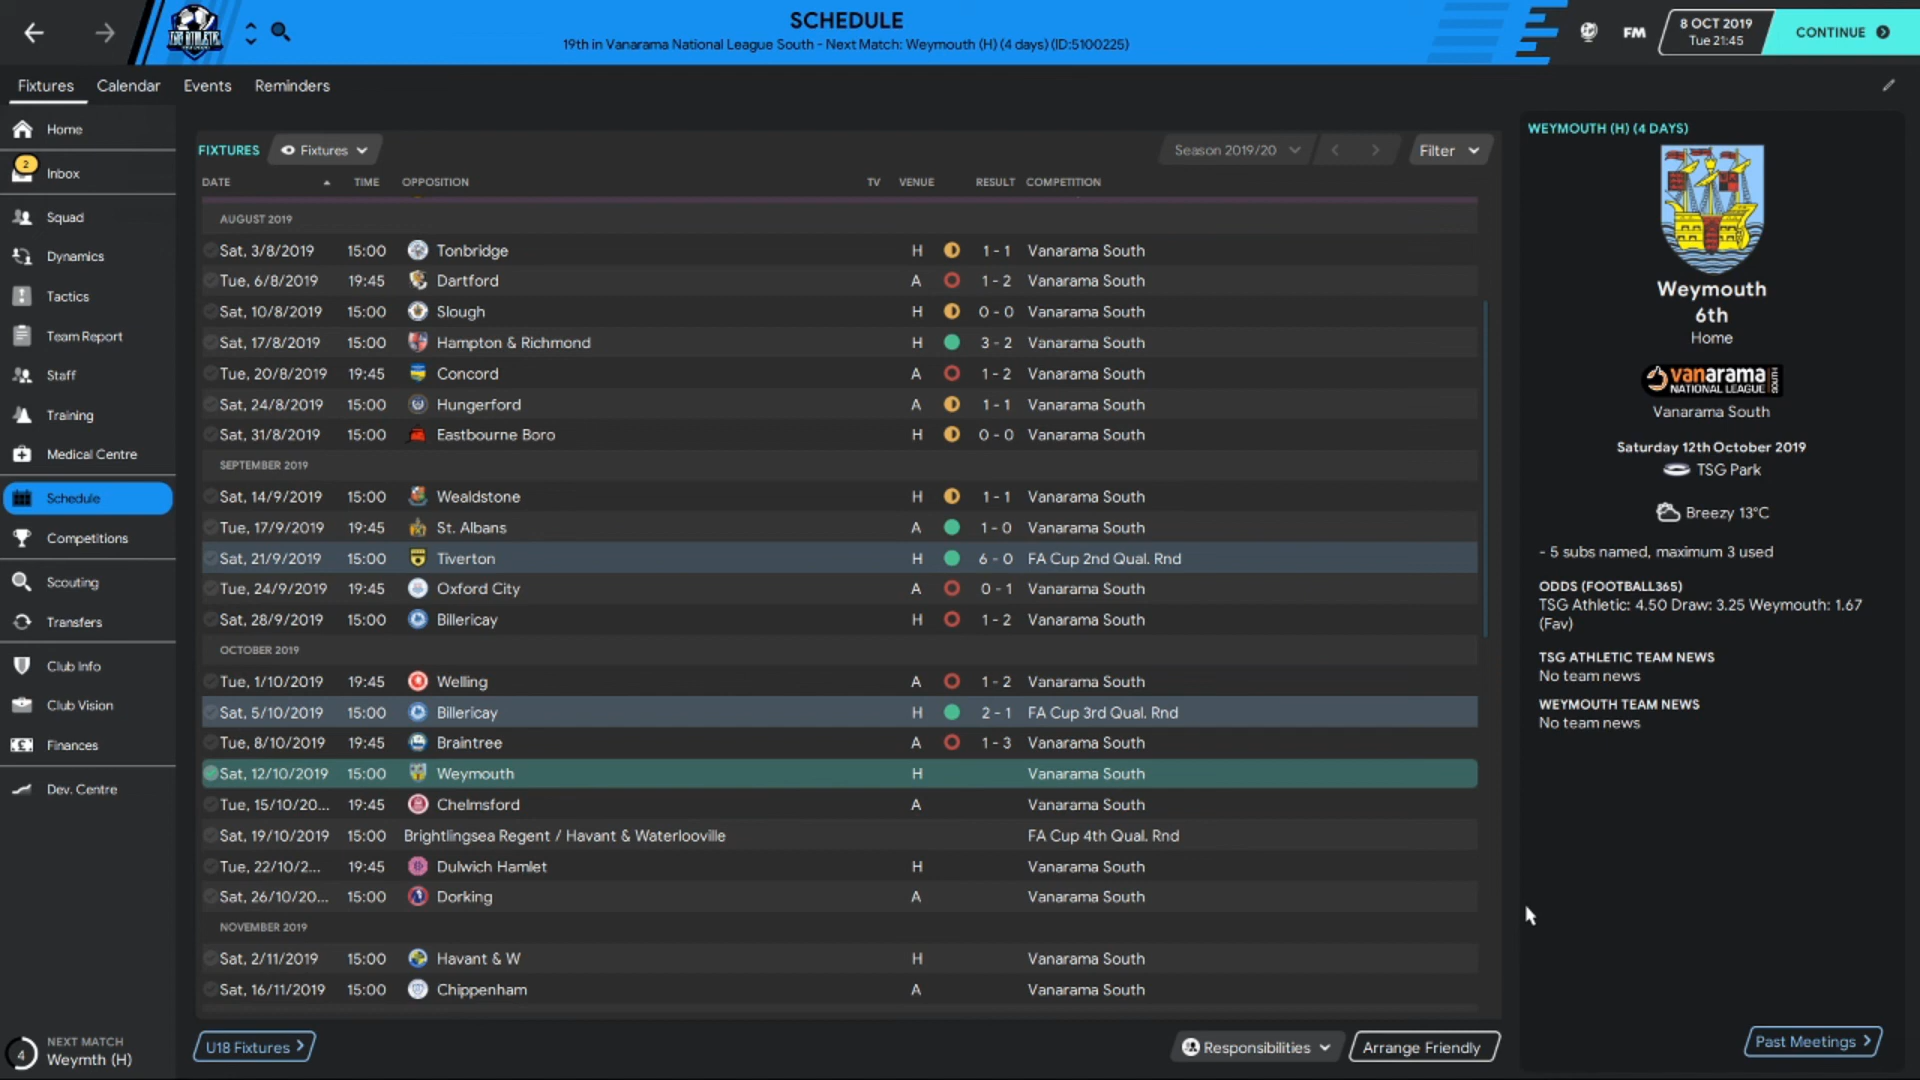 SCHEDULE
19th in Vanarama National League South - Next Match: Weymouth (H) (4 days) (ID:5100225)
FM
8 OCT 2019
Tue 21:45
CONTINUE
Fixtures Calendar Events Reminders
Home
2
Inbox
Squad
Dynamics
Tactics
Team Report
Staff
Training
Medical Centre
Schedule
Competitions
Scouting
Transfers
Club Info
Club Vision
Finances
Dev. Centre
4
NEXT MATCH
Weymth (H)
FIXTURES Fixtures Season 2019/20 Filter
DATE TIME OPPOSITION TV VENUE RESULT COMPETITION
AUGUST 2019
Sat, 3/8/2019 15:00 Tonbridge H 1 - 1 Vanarama South
Tue, 6/8/2019 19:45 Dartford A 1 - 2 Vanarama South
Sat, 10/8/2019 15:00 Slough H 0 - 0 Vanarama South
Sat, 17/8/2019 15:00 Hampton & Richmond H 3 - 2 Vanarama South
Tue, 20/8/2019 19:45 Concord A 1 - 2 Vanarama South
Sat, 24/8/2019 15:00 Hungerford A 1 - 1 Vanarama South
Sat, 31/8/2019 15:00 Eastbourne Boro H 0 - 0 Vanarama South
SEPTEMBER 2019
Sat, 14/9/2019 15:00 Wealdstone H 1 - 1 Vanarama South
Tue, 17/9/2019 19:45 St. Albans A 1 - 0 Vanarama South
Sat, 21/9/2019 15:00 Tiverton H 6 - 0 FA Cup 2nd Qual. Rnd
Tue, 24/9/2019 19:45 Oxford City A 0 - 1 Vanarama South
Sat, 28/9/2019 15:00 Billericay H 1 - 2 Vanarama South
OCTOBER 2019
Tue, 1/10/2019 19:45 Welling A 1 - 2 Vanarama South
Sat, 5/10/2019 15:00 Billericay H 2 - 1 FA Cup 3rd Qual. Rnd
Tue, 8/10/2019 19:45 Braintree A 1 - 3 Vanarama South
Sat, 12/10/2019 15:00 Weymouth H Vanarama South
Tue, 15/10/20... 19:45 Chelmsford A Vanarama South
Sat, 19/10/2019 15:00 Brightlingsea Regent / Havant & Waterlooville FA Cup 4th Qual. Rnd
Tue, 22/10/2... 19:45 Dulwich Hamlet H Vanarama South
Sat, 26/10/20... 15:00 Dorking A Vanarama South
NOVEMBER 2019
Sat, 2/11/2019 15:00 Havant & W H Vanarama South
Sat, 16/11/2019 15:00 Chippenham A Vanarama South
U18 Fixtures Responsibilities Arrange Friendly
WEYMOUTH (H) (4 DAYS)
Weymouth
6th
Home
vanarama
NATIONAL LEAGUE SOUTH
Vanarama South
Saturday 12th October 2019
TSG Park
Breezy 13°C
- 5 subs named, maximum 3 used
ODDS (FOOTBALL365)
TSG Athletic: 4.50 Draw: 3.25 Weymouth: 1.67
(Fav)
TSG ATHLETIC TEAM NEWS
No team news
WEYMOUTH TEAM NEWS
No team news
Past Meetings